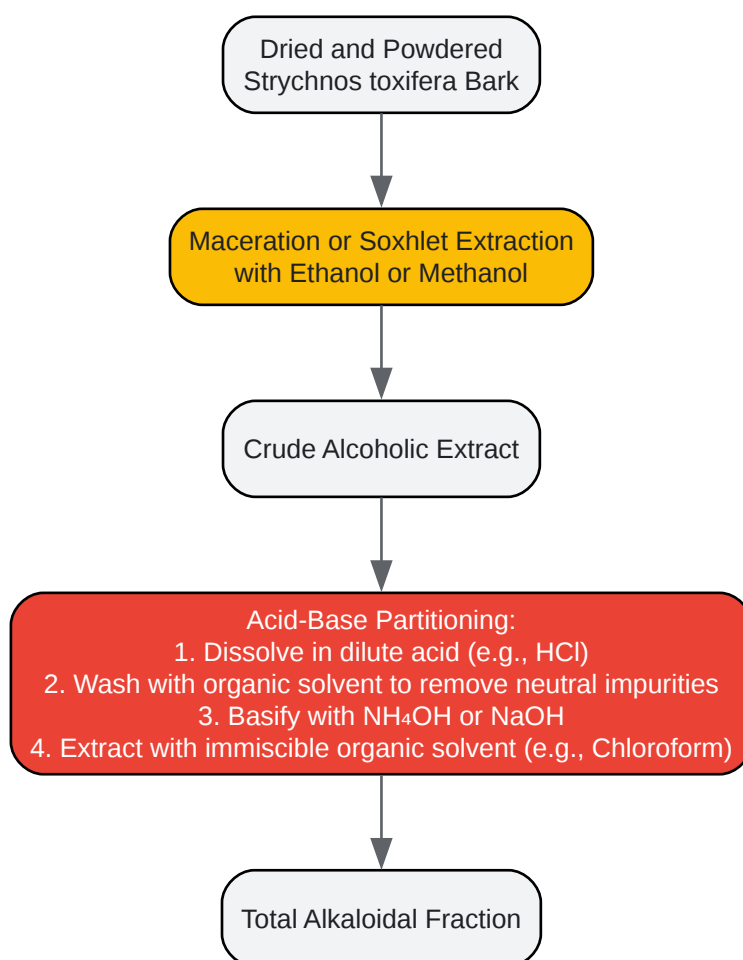 Dried and Powdered
Strychnos toxifera Bark
Maceration or Soxhlet Extraction
with Ethanol or Methanol
Crude Alcoholic Extract
Acid-Base Partitioning:
1. Dissolve in dilute acid (e.g., HCl)
2. Wash with organic solvent to remove neutral impurities
3. Basify with NH₄OH or NaOH
4. Extract with immiscible organic solvent (e.g., Chloroform)
Total Alkaloidal Fraction